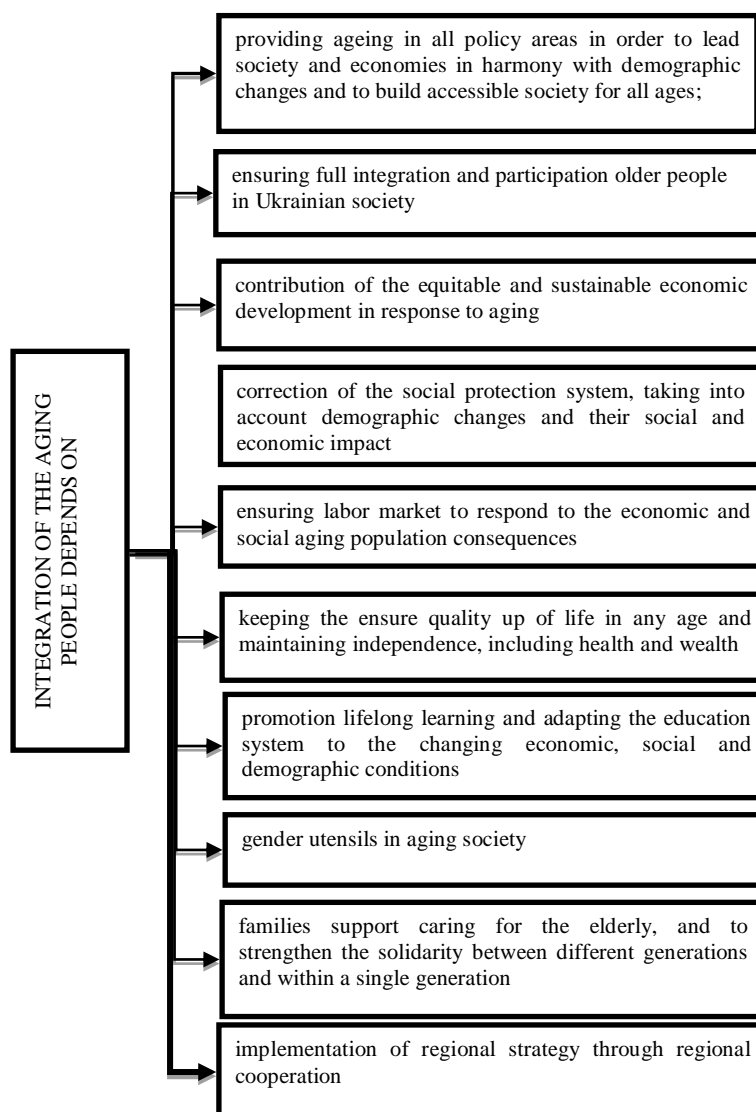 providing ageing in all policy areas in order to lead
society and economies in harmony with demographic
changes and to build accessible society for all ages;
ensuring full integration and participation older people
in Ukrainian society
contribution of the equitable and sustainable economic
development in response to aging
INTEGRATION OF THE AGING
PEOPLE DEPENDS ON
correction of the social protection system, taking into
account demographic changes and their social and
economic impact
ensuring labor market to respond to the economic and
social aging population consequences
keeping the ensure quality up of life in any age and
maintaining independence, including health and wealth
promotion lifelong learning and adapting the education
system to the changing economic, social and
demographic conditions
gender utensils in aging society
families support caring for the elderly, and to
strengthen the solidarity between different generations
and within a single generation
implementation of regional strategy through regional
cooperation